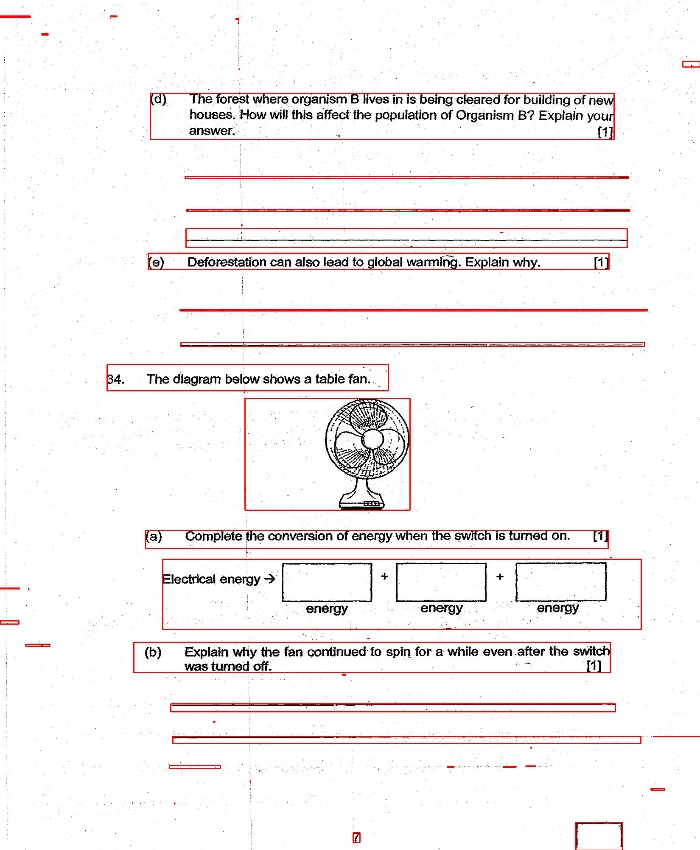 (d) The forest where organism B lives in is being cleared for building of new
houses. How will this affect the population of Organism B? Explain your
answer. [1]
(e) Deforestation can also lead to global warming. Explain why. [1]
34. The diagram below shows a table fan.
(a) Complete the conversion of energy when the switch is turned on. [1]
Electrical energy → + +
energy energy energy
(b) Explain why the fan continued to spin for a while even after the switch
was turned off. [1]
7